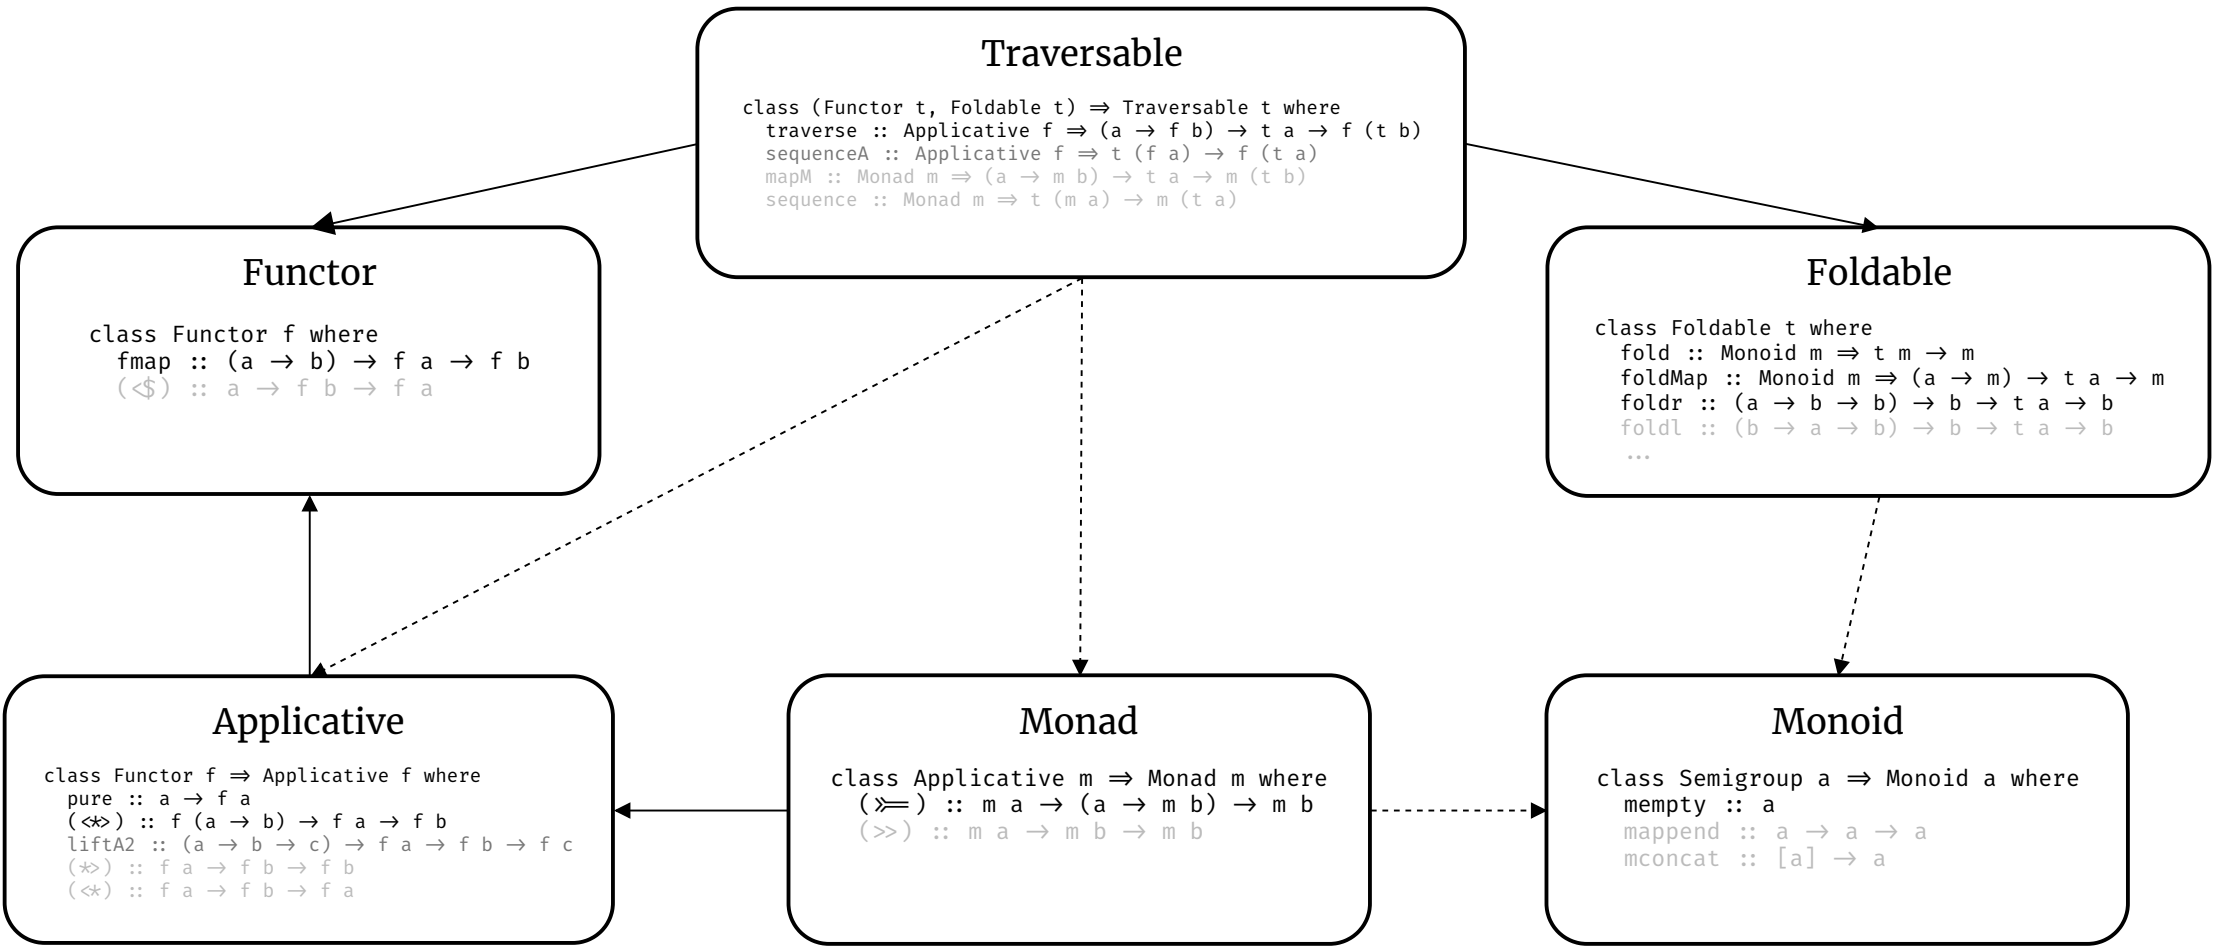 Traversable
class (Functor t, Foldable t) ⇒ Traversable t where
traverse :: Applicative f ⇒ (a → f b) → t a → f (t b)
sequenceA :: Applicative f ⇒ t (f a) → f (t a)
mapM :: Monad m ⇒ (a → m b) → t a → m (t b)
sequence :: Monad m ⇒ t (m a) → m (t a)
Functor
class Functor f where
fmap :: (a → b) → f a → f b
(<$) :: a → f b → f a
Foldable
class Foldable t where
fold :: Monoid m ⇒ t m → m
foldMap :: Monoid m ⇒ (a → m) → t a → m
foldr :: (a → b → b) → b → t a → b
foldl :: (b → a → b) → b → t a → b
...
Applicative
class Functor f ⇒ Applicative f where
pure :: a → f a
(<*>) :: f (a → b) → f a → f b
liftA2 :: (a → b → c) → f a → f b → f c
(*>) :: f a → f b → f b
(<*) :: f a → f b → f a
Monad
class Applicative m ⇒ Monad m where
(>>=) :: m a → (a → m b) → m b
(>>) :: m a → m b → m b
Monoid
class Semigroup a ⇒ Monoid a where
mempty :: a
mappend :: a → a → a
mconcat :: [a] → a